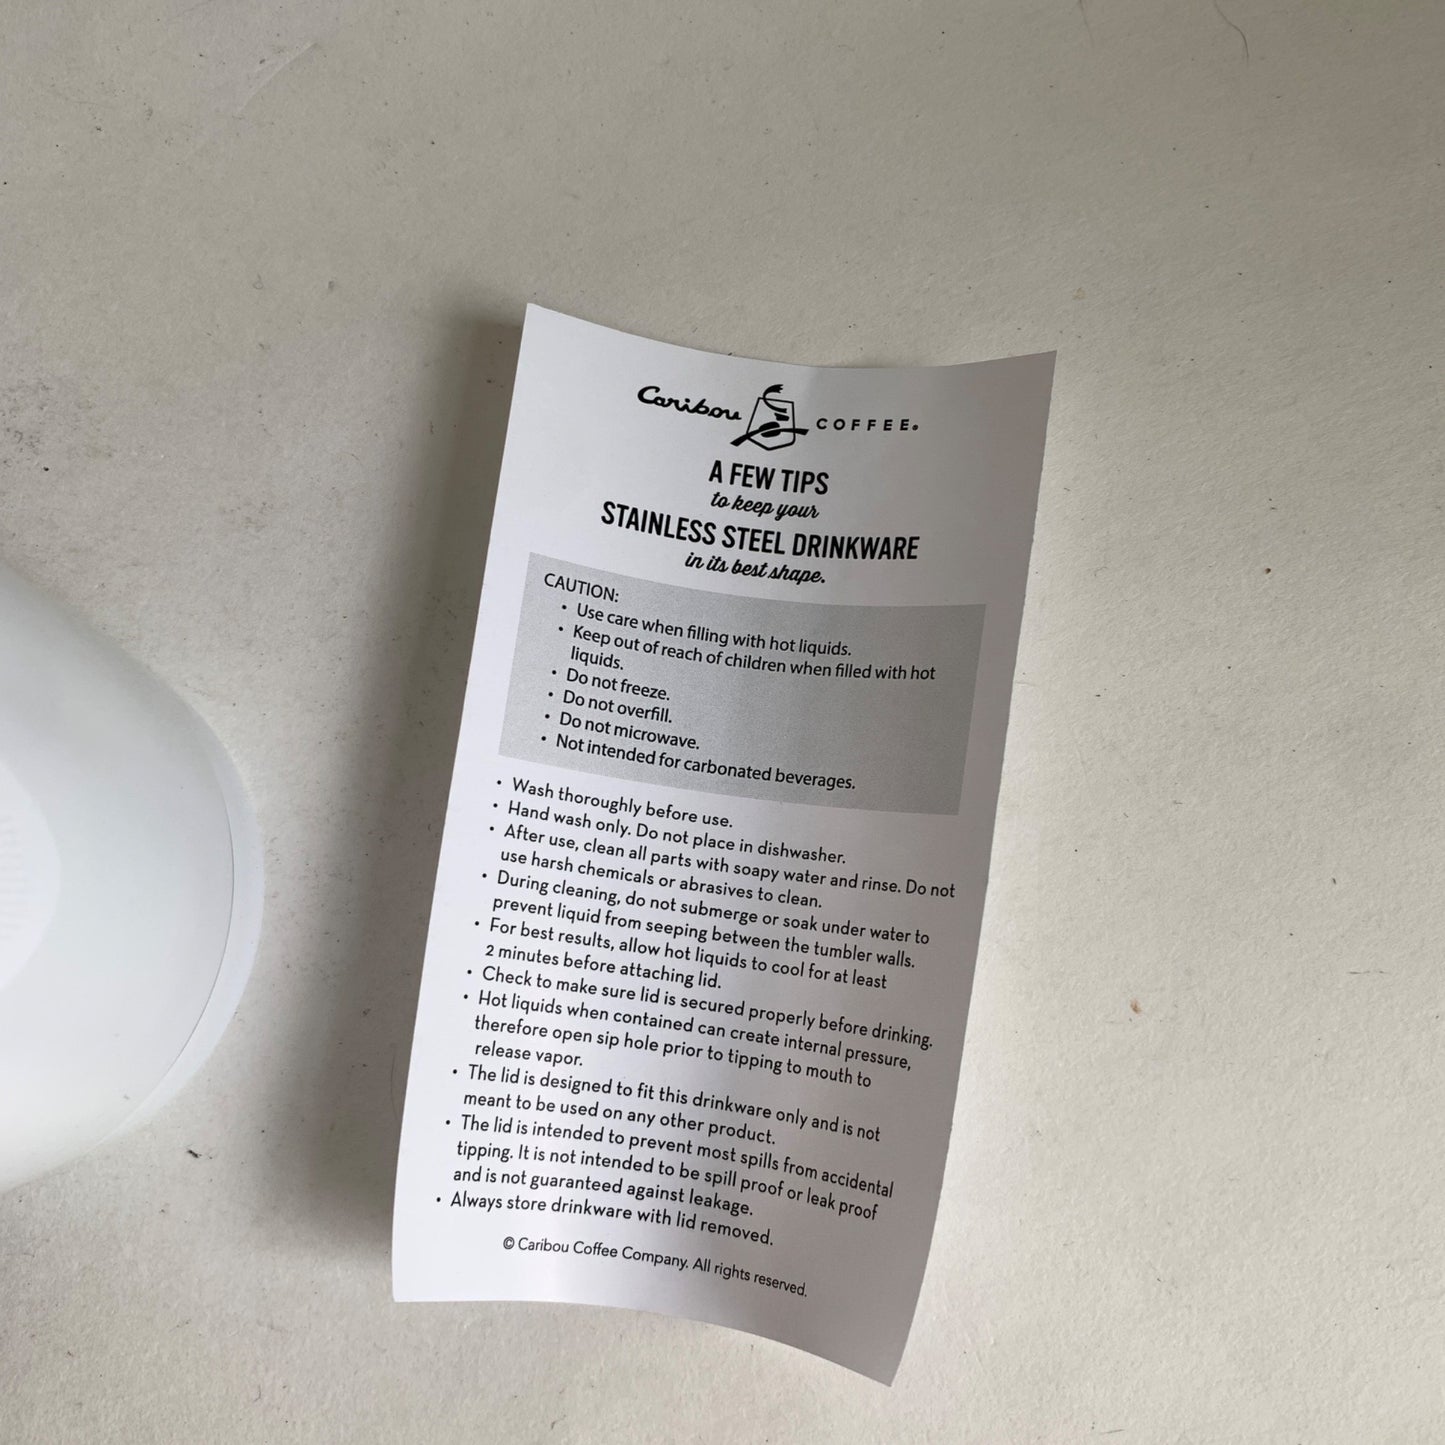 Caribou COFFEE®
A FEW TIPS
to keep your
STAINLESS STEEL DRINKWARE
in its best shape.
CAUTION:
• Use care when filling with hot liquids.
• Keep out of reach of children when filled with hot
liquids.
• Do not freeze.
• Do not overfill.
• Do not microwave.
• Not intended for carbonated beverages.
• Wash thoroughly before use.
• Hand wash only. Do not place in dishwasher.
• After use, clean all parts with soapy water and rinse. Do not
use harsh chemicals or abrasives to clean.
• During cleaning, do not submerge or soak under water to
prevent liquid from seeping between the tumbler walls.
• For best results, allow hot liquids to cool for at least
2 minutes before attaching lid.
• Check to make sure lid is secured properly before drinking.
• Hot liquids when contained can create internal pressure,
therefore open sip hole prior to tipping to mouth to
release vapor.
• The lid is designed to fit this drinkware only and is not
meant to be used on any other product.
• The lid is intended to prevent most spills from accidental
tipping. It is not intended to be spill proof or leak proof
and is not guaranteed against leakage.
• Always store drinkware with lid removed.
© Caribou Coffee Company. All rights reserved.